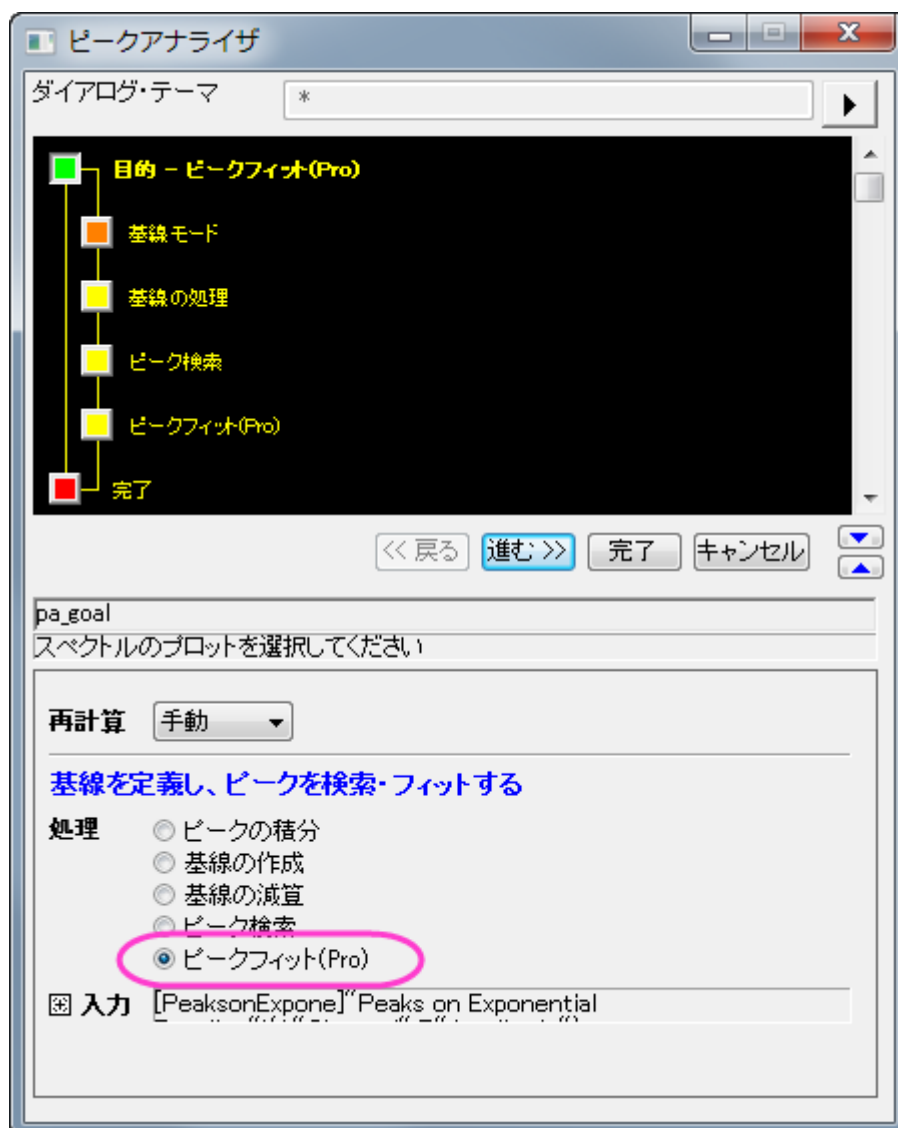 ピークアナライザ
ダイアログ・テーマ *
目的 - ピークフィット(Pro)
基線モード
基線の処理
ピーク検索
ピークフィット(Pro)
完了
<< 戻る 進む >> 完了 キャンセル
pa_goal
スペクトルのプロットを選択してください
再計算 手動
基線を定義し、ピークを検索・フィットする
処理 ピークの積分
基線の作成
基線の減算
ピーク検索
ピークフィット(Pro)
入力 [PeaksonExpone]"Peaks on Exponential